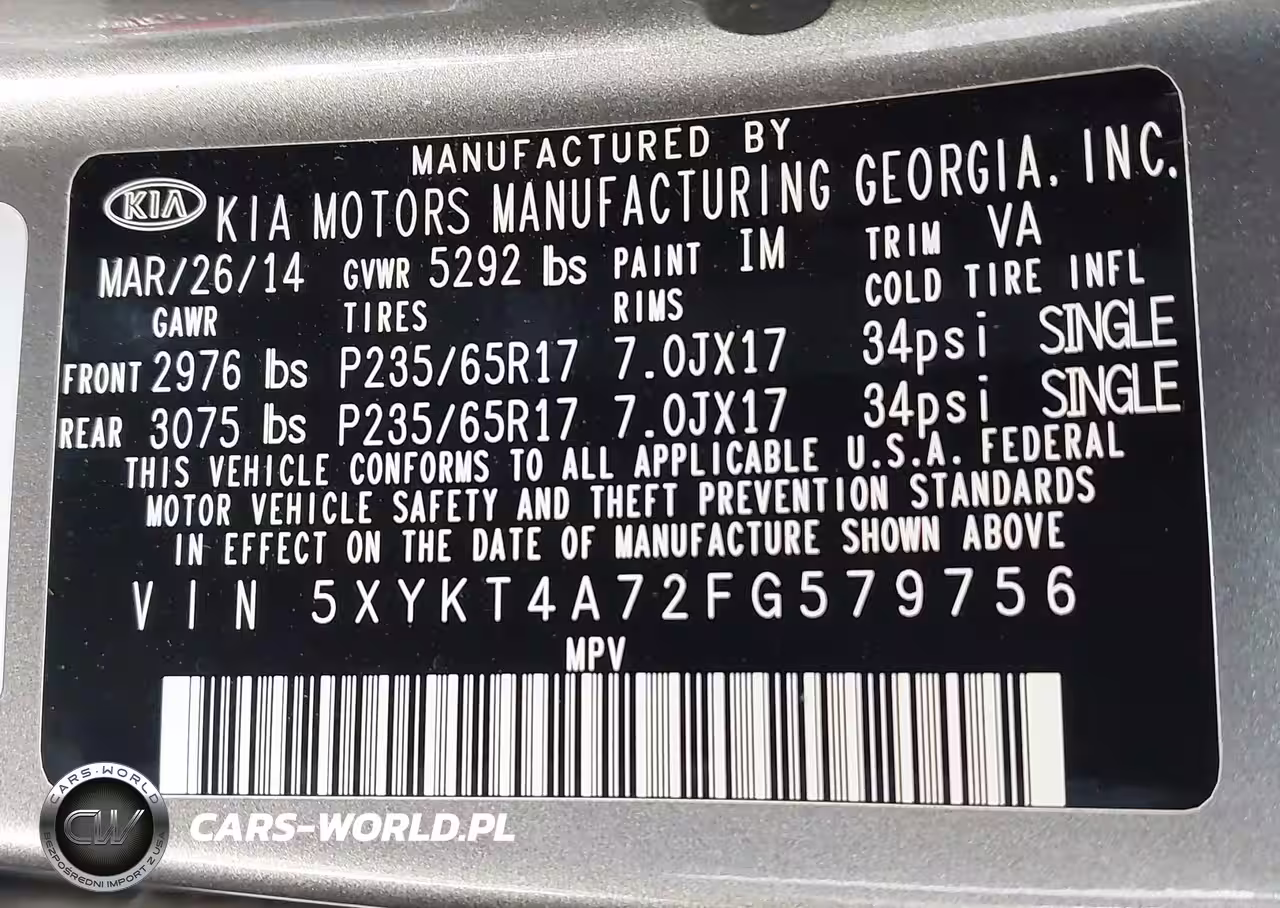 MANUFACTURED BY
KIA KIA MOTORS MANUFACTURING GEORGIA, INC.
MAR/26/14 GVWR 5292 lbs PAINT IM TRIM VA
GAWR TIRES RIMS COLD TIRE INFL
FRONT 2976 lbs P235/65R17 7.0JX17 34psi SINGLE
REAR 3075 lbs P235/65R17 7.0JX17 34psi SINGLE
THIS VEHICLE CONFORMS TO ALL APPLICABLE U.S.A. FEDERAL
MOTOR VEHICLE SAFETY AND THEFT PREVENTION STANDARDS
IN EFFECT ON THE DATE OF MANUFACTURE SHOWN ABOVE
VIN 5XYKT4A72FG579756
MPV
CARS-WORLD
CW
BEZPOŚREDNI IMPORT Z USA
CARS-WORLD.PL